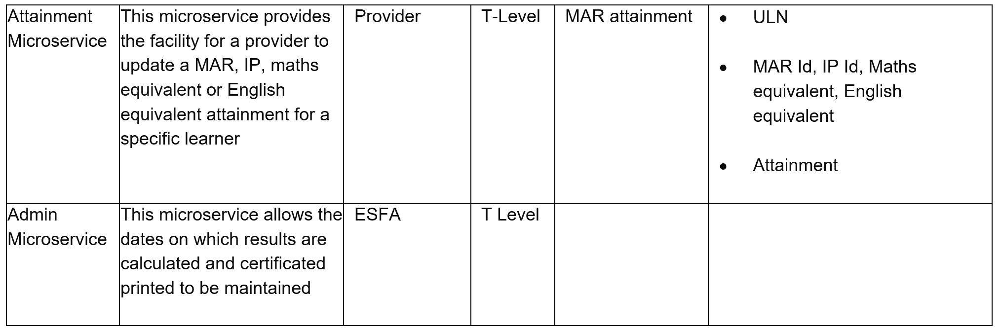 Attainment
Microservice
This microservice provides
the facility for a provider to
update a MAR, IP, maths
equivalent or English
equivalent attainment for a
specific learner
Provider
T-Level
MAR attainment
• ULN
• MAR Id, IP Id, Maths
equivalent, English
equivalent
• Attainment
Admin
Microservice
This microservice allows the
dates on which results are
calculated and certificated
printed to be maintained
ESFA
T Level